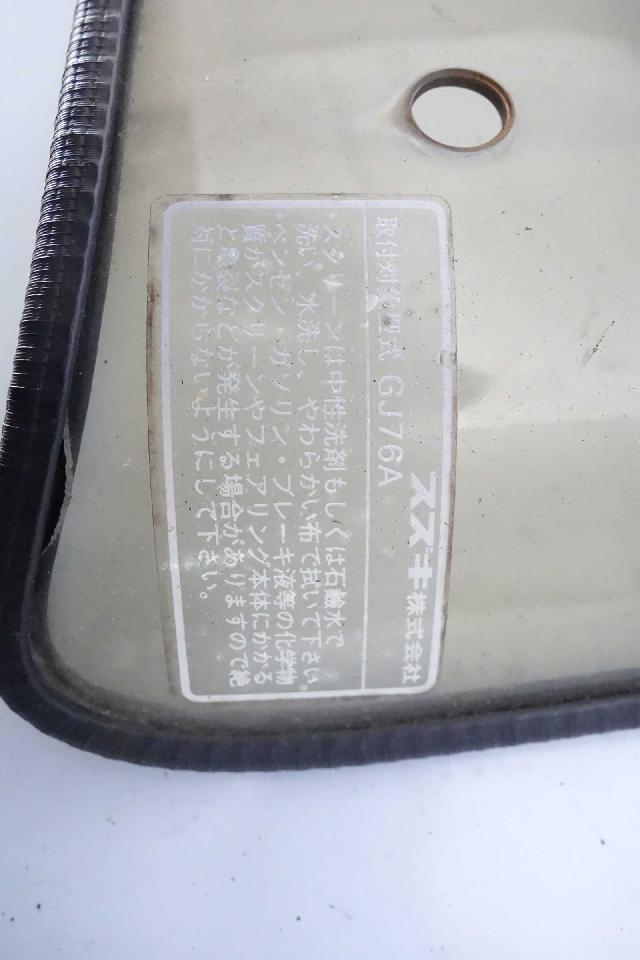 取付対象型式 GJ76A
スズキ株式会社
・スクリーンは中性洗剤もしくは石鹸水で
洗い、水洗し、やわらかい布で拭いて下さい。
・ベンゼン・ガソリン・ブレーキ液等の化学物
質がスクリーンやフェアリング本体にかかる
と亀裂などが発生する場合がありますので絶
対にかからないようにして下さい。